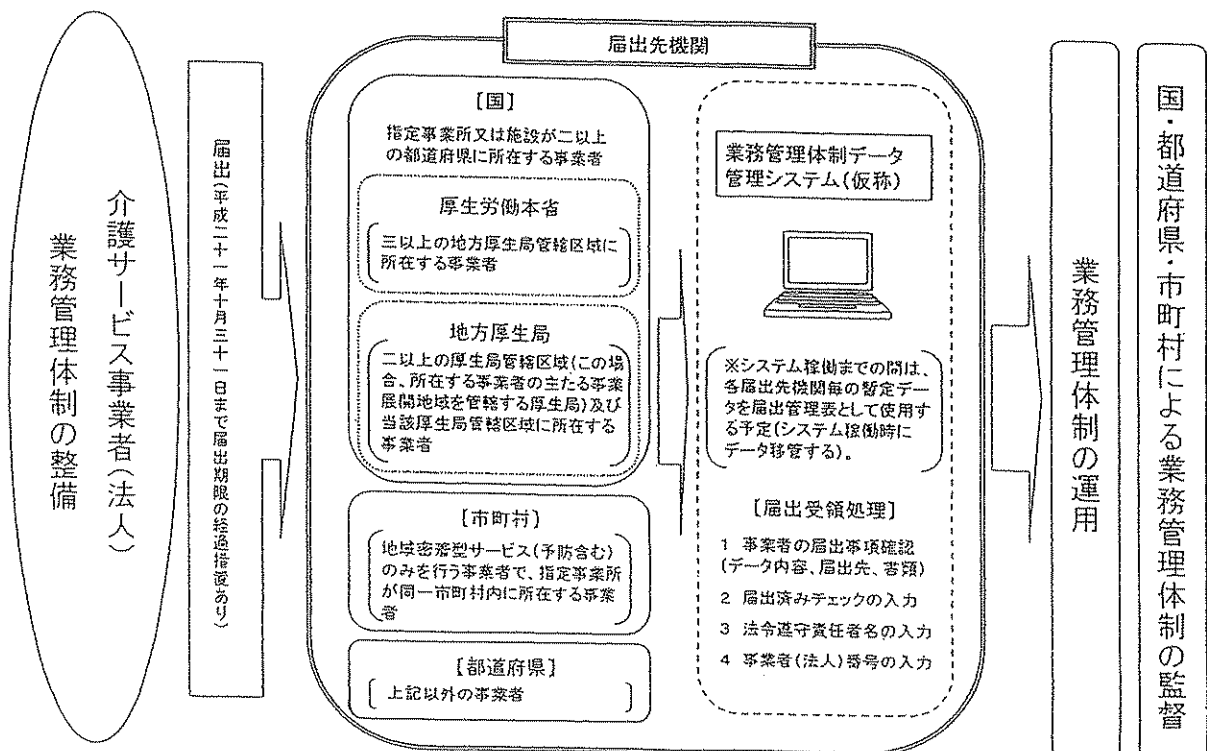 介護サービス事業者(法人)
業務管理体制の整備
届出(平成二十一年十月三十一日まで届出期限の経過措置あり)
届出先機関
[国]
指定事業所又は施設が二以上
の都道府県に所在する事業者
厚生労働本省
三以上の地方厚生局管轄区域に
所在する事業者
地方厚生局
二以上の厚生局管轄区域(この場
合、所在する事業者の主たる事業
展開地域を管轄する厚生局)及び
当該厚生局管轄区域に所在する
事業者
[市町村]
地域密着型サービス(予防含む)
のみを行う事業者で、指定事業所
が同一市町村内に所在する事業
者
[都道府県]
上記以外の事業者
業務管理体制データ
管理システム(仮称)
※システム稼働までの間は、
各届出先機関毎の暫定デー
タを届出管理表として使用す
る予定(システム稼働時に
データ移管する)。
[届出受領処理]
1 事業者の届出事項確認
(データ内容、届出先、書類)
2 届出済みチェックの入力
3 法令遵守責任者名の入力
4 事業者(法人)番号の入力
業務管理体制の運用
国・都道府県・市町村による業務管理体制の監督